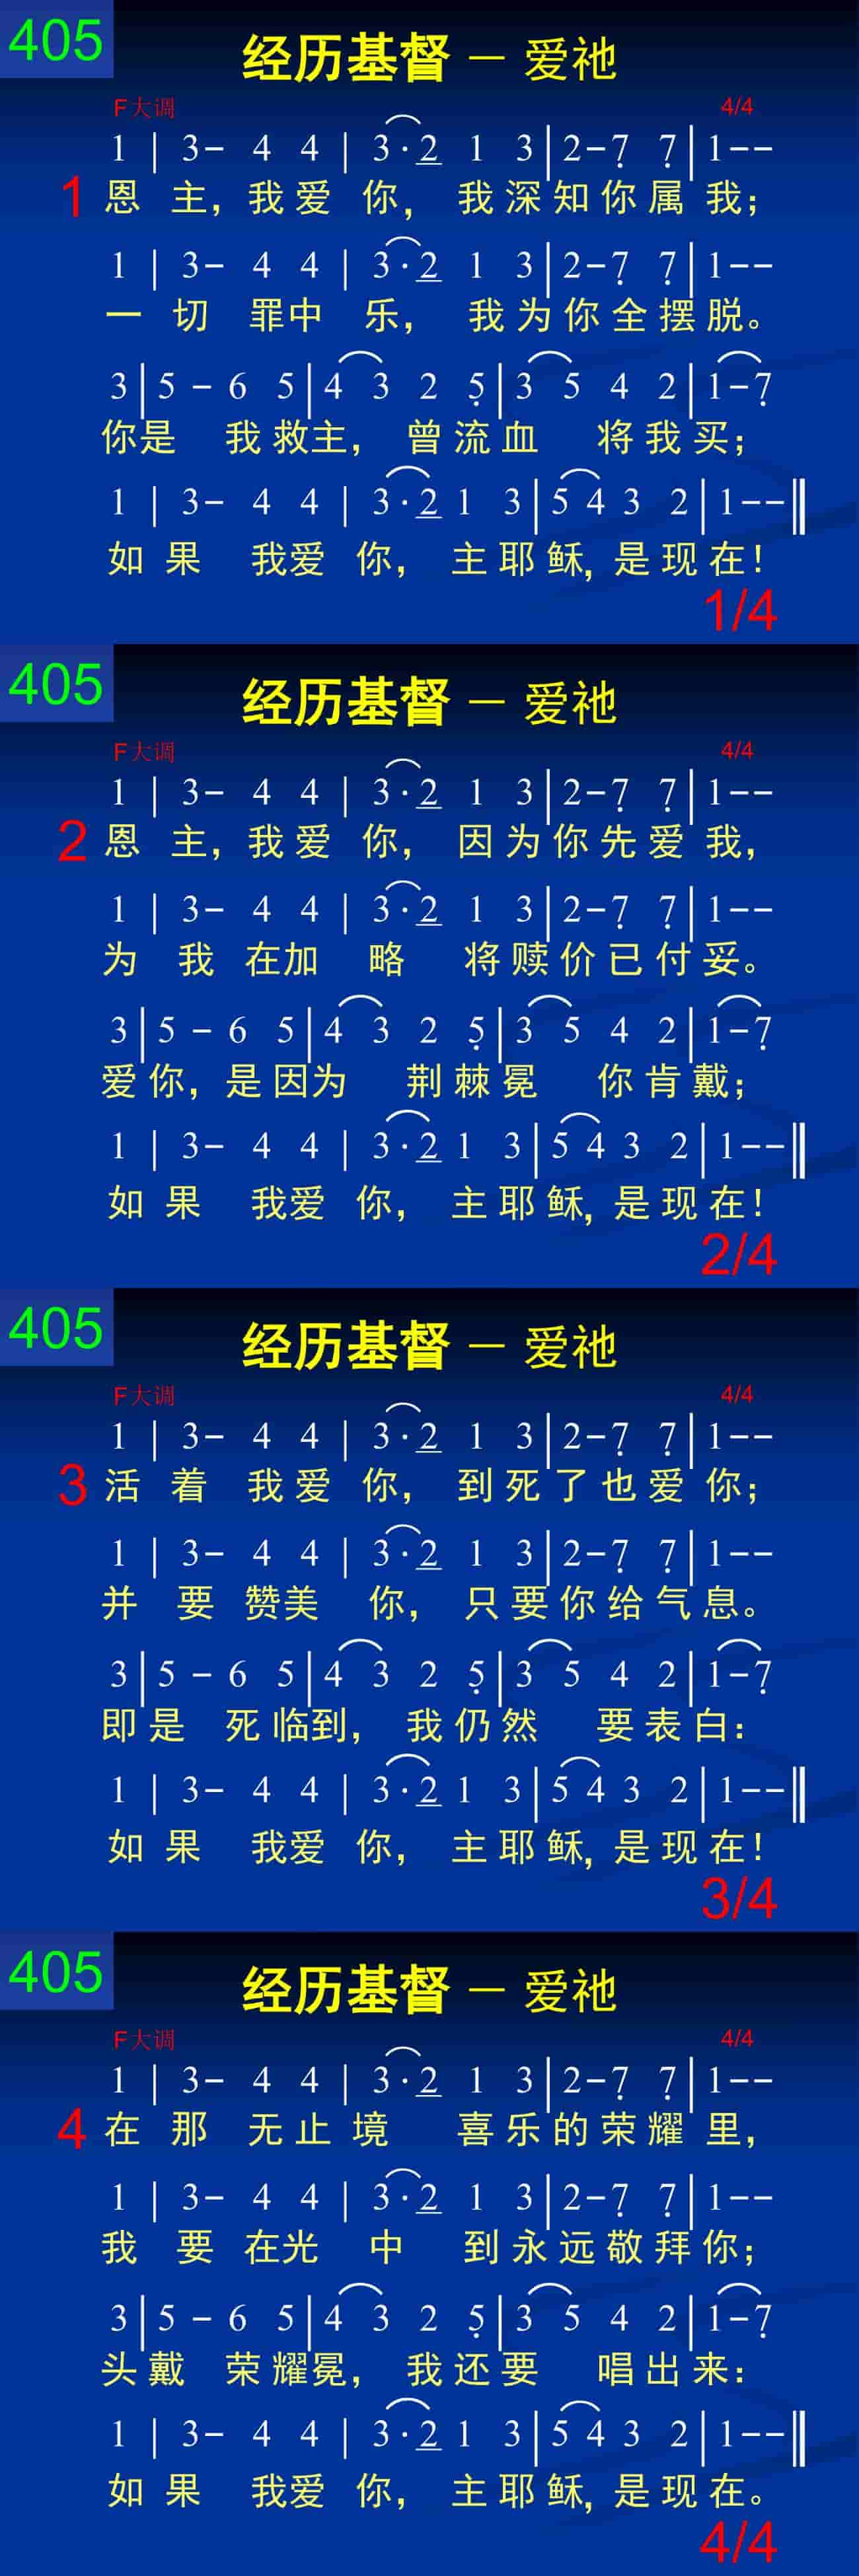 405
经历基督 － 爱祂
F大调 4/4
1 | 3- 4 4 | 3·2 1 3 | 2-7 7 | 1--
1 恩 主，我 爱 你， 我 深 知 你 属 我；
1 | 3- 4 4 | 3·2 1 3 | 2-7 7 | 1--
一 切 罪中 乐， 我 为 你 全 摆 脱。
3 | 5 - 6 5 | 4 3 2 5 | 3 5 4 2 | 1-7
你是 我 救主， 曾 流 血 将 我 买；
1 | 3- 4 4 | 3·2 1 3 | 5 4 3 2 | 1--‖
如 果 我爱 你， 主 耶 稣, 是 现 在!
1/4
405
经历基督 － 爱祂
F大调 4/4
1 | 3- 4 4 | 3·2 1 3 | 2-7 7 | 1--
2 恩 主，我 爱 你， 因 为 你 先 爱 我，
1 | 3- 4 4 | 3·2 1 3 | 2-7 7 | 1--
为 我 在加 略 将 赎 价 已 付 妥。
3 | 5 - 6 5 | 4 3 2 5 | 3 5 4 2 | 1-7
爱 你，是 因为 荆 棘 冕 你 肯 戴；
1 | 3- 4 4 | 3·2 1 3 | 5 4 3 2 | 1--‖
如 果 我爱 你， 主 耶 稣, 是 现 在!
2/4
405
经历基督 － 爱祂
F大调 4/4
1 | 3- 4 4 | 3·2 1 3 | 2-7 7 | 1--
3 活 着 我 爱 你， 到 死 了 也 爱 你；
1 | 3- 4 4 | 3·2 1 3 | 2-7 7 | 1--
并 要 赞美 你， 只 要 你 给 气 息。
3 | 5 - 6 5 | 4 3 2 5 | 3 5 4 2 | 1-7
即 是 死 临到， 我 仍 然 要 表 白：
1 | 3- 4 4 | 3·2 1 3 | 5 4 3 2 | 1--‖
如 果 我爱 你， 主 耶 稣, 是 现 在!
3/4
405
经历基督 － 爱祂
F大调 4/4
1 | 3- 4 4 | 3·2 1 3 | 2-7 7 | 1--
4 在 那 无 止 境 喜 乐 的 荣 耀 里，
1 | 3- 4 4 | 3·2 1 3 | 2-7 7 | 1--
我 要 在光 中 到 永 远 敬 拜 你；
3 | 5 - 6 5 | 4 3 2 5 | 3 5 4 2 | 1-7
头 戴 荣 耀冕， 我 还 要 唱 出 来：
1 | 3- 4 4 | 3·2 1 3 | 5 4 3 2 | 1--‖
如 果 我爱 你， 主 耶 稣, 是 现 在。
4/4